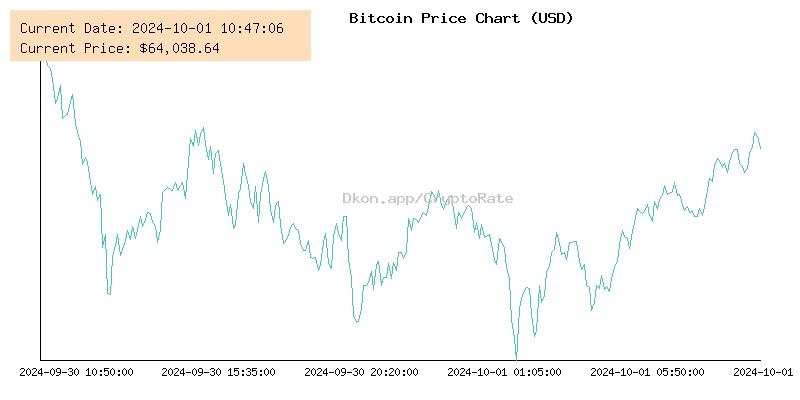 Bitcoin Price Chart (USD)
Current Date: 2024-10-01 10:47:06
Current Price: $64,038.64
Dkon.app/CryptoRate
2024-09-30 10:50:00 2024-09-30 15:35:00 2024-09-30 20:20:00 2024-10-01 01:05:00 2024-10-01 05:50:00 2024-10-01